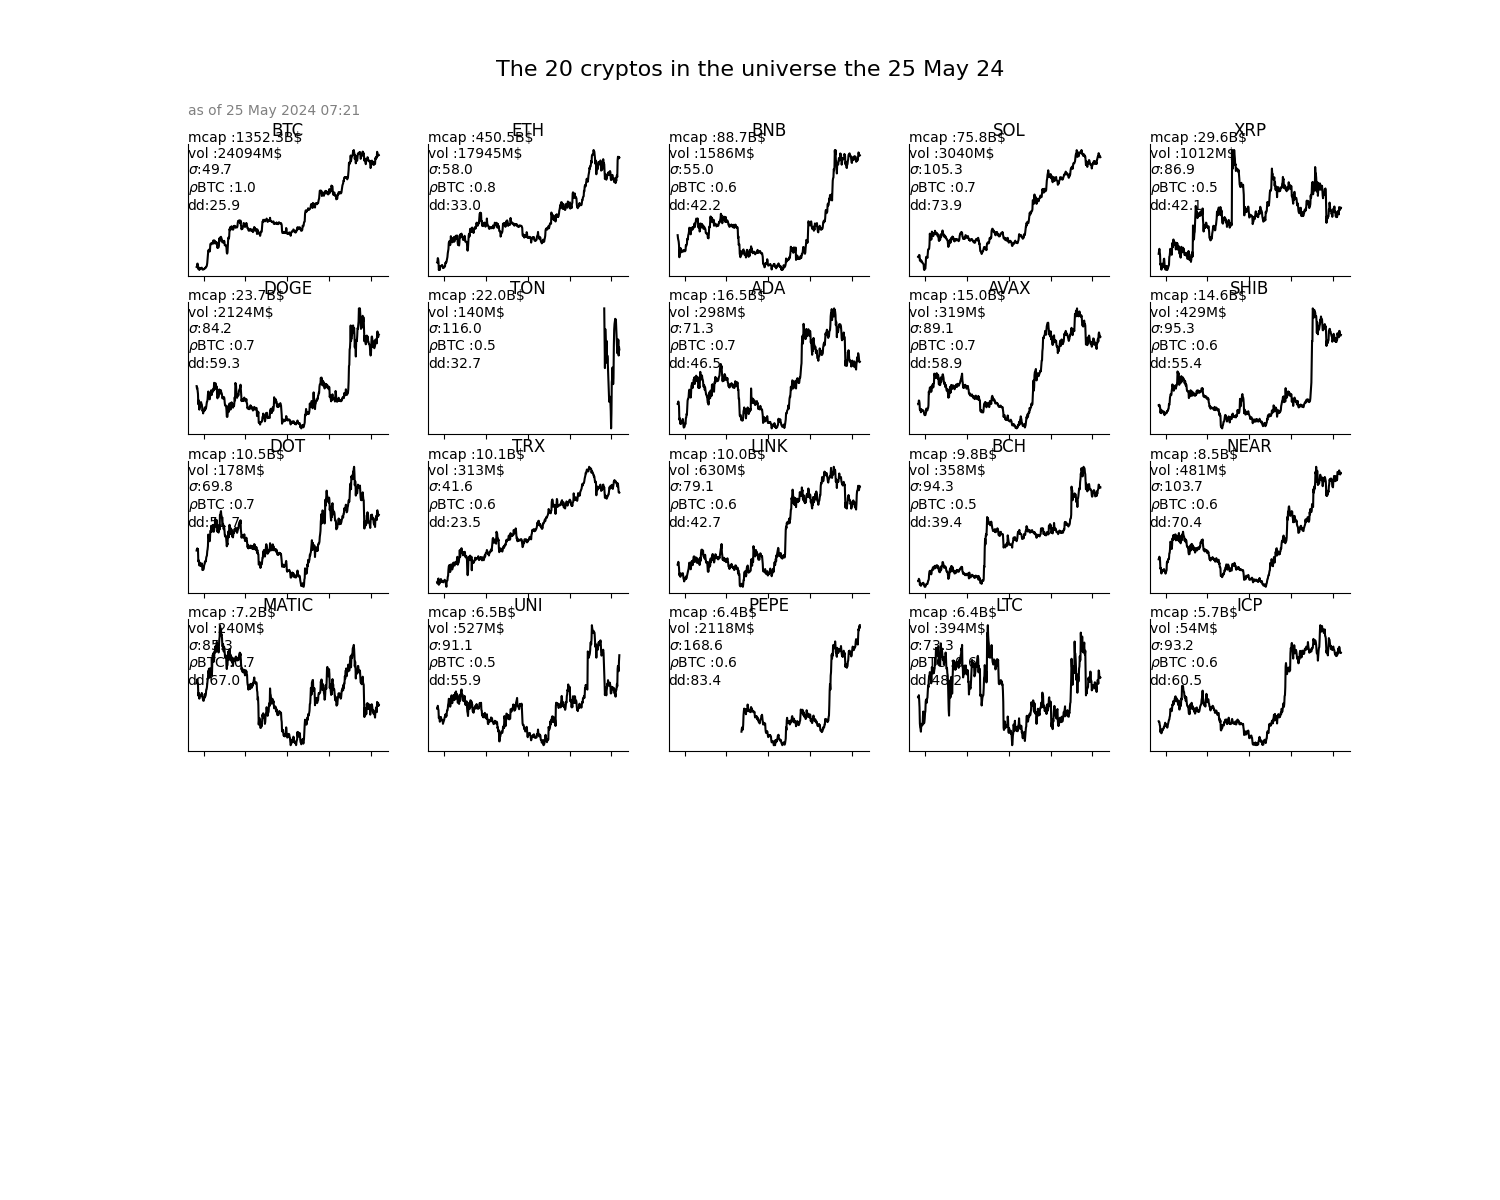 The 20 cryptos in the universe the 25 May 24
as of 25 May 2024 07:21
BTC
mcap :1352.3B$
vol :24094M$
σ:49.7
ρBTC :1.0
dd:25.9
ETH
mcap :450.5B$
vol :17945M$
σ:58.0
ρBTC :0.8
dd:33.0
BNB
mcap :88.7B$
vol :1586M$
σ:55.0
ρBTC :0.6
dd:42.2
SOL
mcap :75.8B$
vol :3040M$
σ:105.3
ρBTC :0.7
dd:73.9
XRP
mcap :29.6B$
vol :1012M$
σ:86.9
ρBTC :0.5
dd:42.1
DOGE
mcap :23.7B$
vol :2124M$
σ:84.2
ρBTC :0.7
dd:59.3
TON
mcap :22.0B$
vol :140M$
σ:116.0
ρBTC :0.5
dd:32.7
ADA
mcap :16.5B$
vol :298M$
σ:71.3
ρBTC :0.7
dd:46.5
AVAX
mcap :15.0B$
vol :319M$
σ:89.1
ρBTC :0.7
dd:58.9
SHIB
mcap :14.6B$
vol :429M$
σ:95.3
ρBTC :0.6
dd:55.4
DOT
mcap :10.5B$
vol :178M$
σ:69.8
ρBTC :0.7
TRX
mcap :10.1B$
vol :313M$
σ:41.6
ρBTC :0.6
dd:23.5
LINK
mcap :10.0B$
vol :630M$
σ:79.1
ρBTC :0.6
dd:42.7
BCH
mcap :9.8B$
vol :358M$
σ:94.3
ρBTC :0.5
dd:39.4
NEAR
mcap :8.5B$
vol :481M$
σ:103.7
ρBTC :0.6
dd:70.4
MATIC
mcap :7.2B$
vol :240M$
ρBTC :0.7
dd:67.0
UNI
mcap :6.5B$
vol :527M$
σ:91.1
ρBTC :0.5
dd:55.9
PEPE
mcap :6.4B$
vol :2118M$
σ:168.6
ρBTC :0.6
dd:83.4
LTC
mcap :6.4B$
vol :394M$
σ:73.3
ρBTC :0.6
dd:48.2
ICP
mcap :5.7B$
vol :54M$
σ:93.2
ρBTC :0.6
dd:60.5